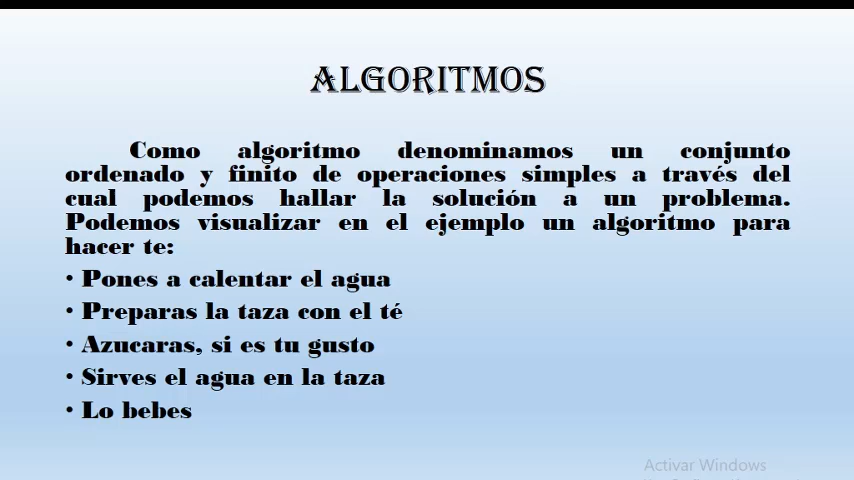 ALGORITMOS
Como algoritmo denominamos un conjunto
ordenado y finito de operaciones simples a través del
cual podemos hallar la solución a un problema.
Podemos visualizar en el ejemplo un algoritmo para
hacer te:
• Pones a calentar el agua
• Preparas la taza con el té
• Azucaras, si es tu gusto
• Sirves el agua en la taza
• Lo bebes
Activar Windows